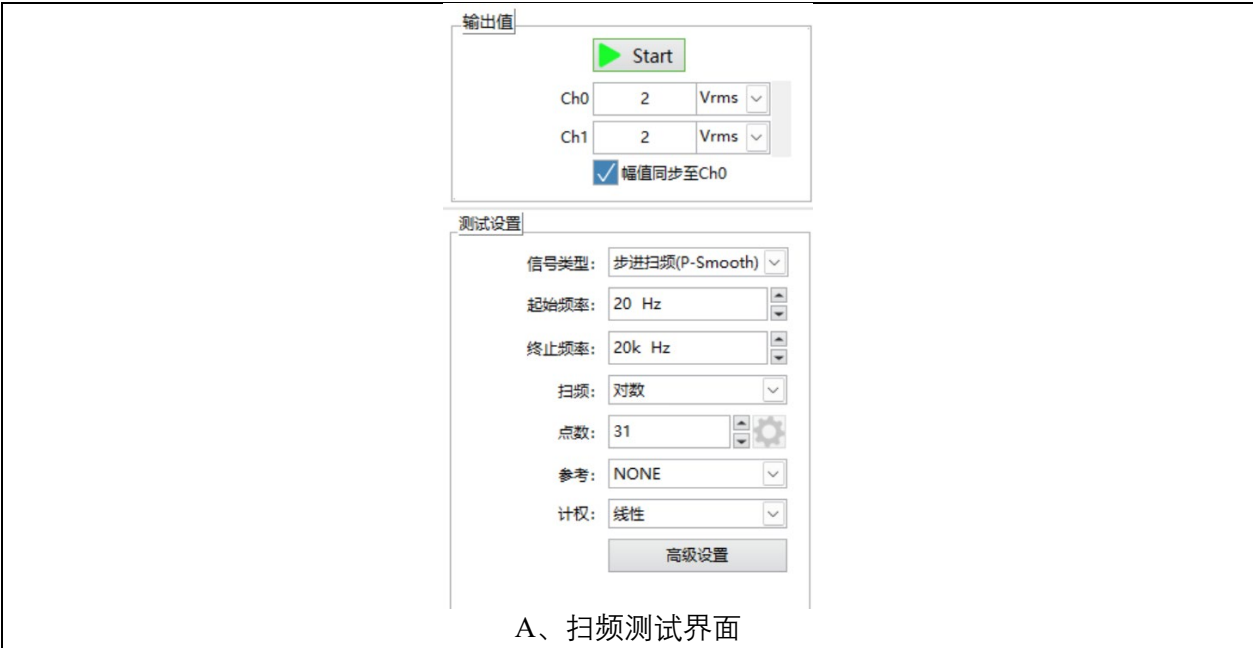 输出值
Start
Ch0 2 Vrms
Ch1 2 Vrms
幅值同步至Ch0
测试设置
信号类型: 步进扫频(P-Smooth)
起始频率: 20 Hz
终止频率: 20k Hz
扫频: 对数
点数: 31
参考: NONE
计权: 线性
高级设置
A、扫频测试界面